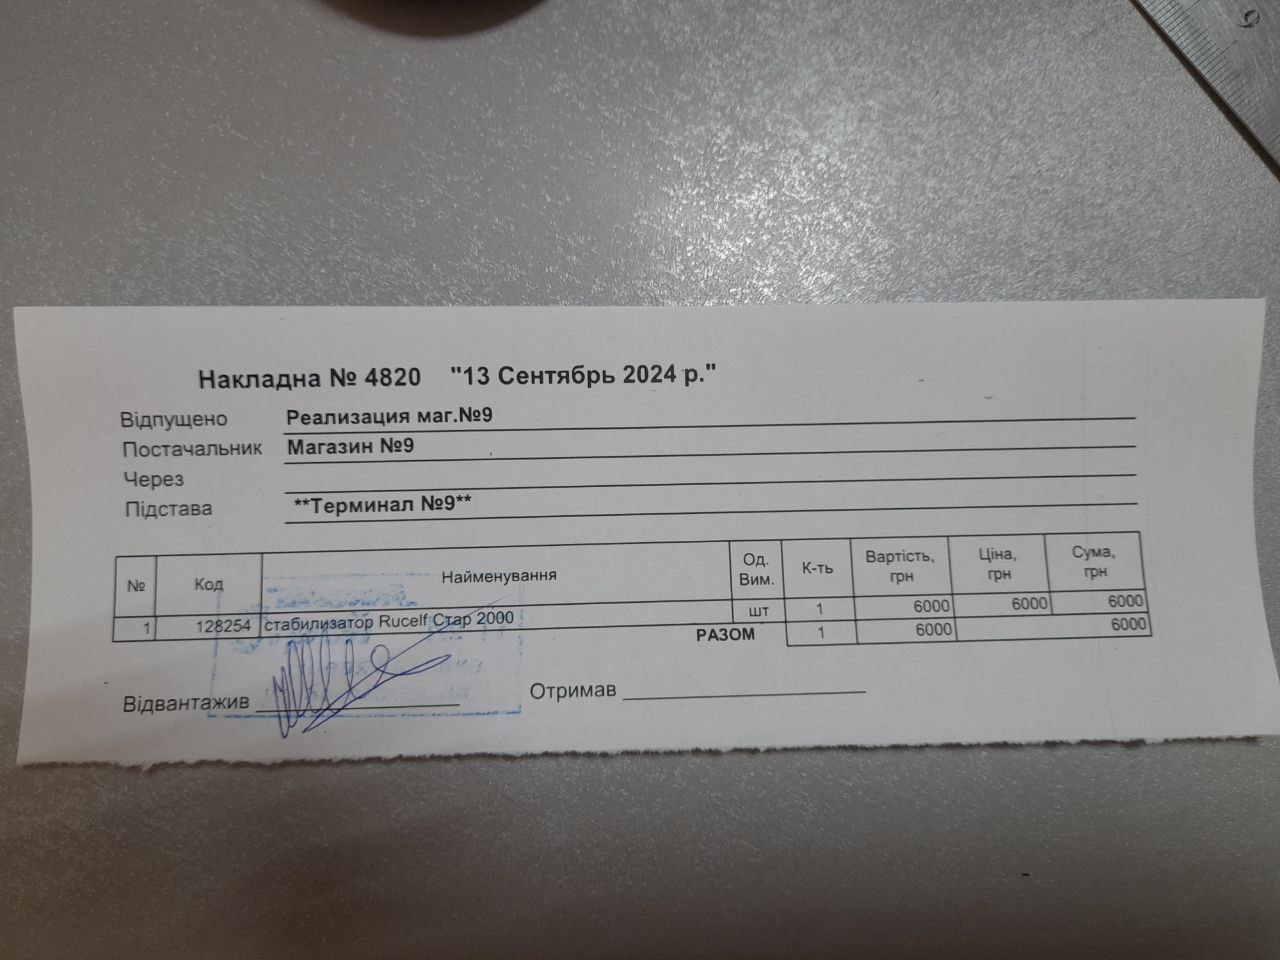 Накладна № 4820 "13 Сентябрь 2024 р."
Відпущено Реализация маг.№9
Постачальник Магазин №9
Через
Підстава **Терминал №9**
№ Код Найменування Од. Вим. К-ть Вартість, грн Ціна, грн Сума, грн
1 128254 стабилизатор Rucelf Стар 2000 шт 1 6000 6000 6000
РАЗОМ 1 6000 6000
Відвантажив Отримав
9